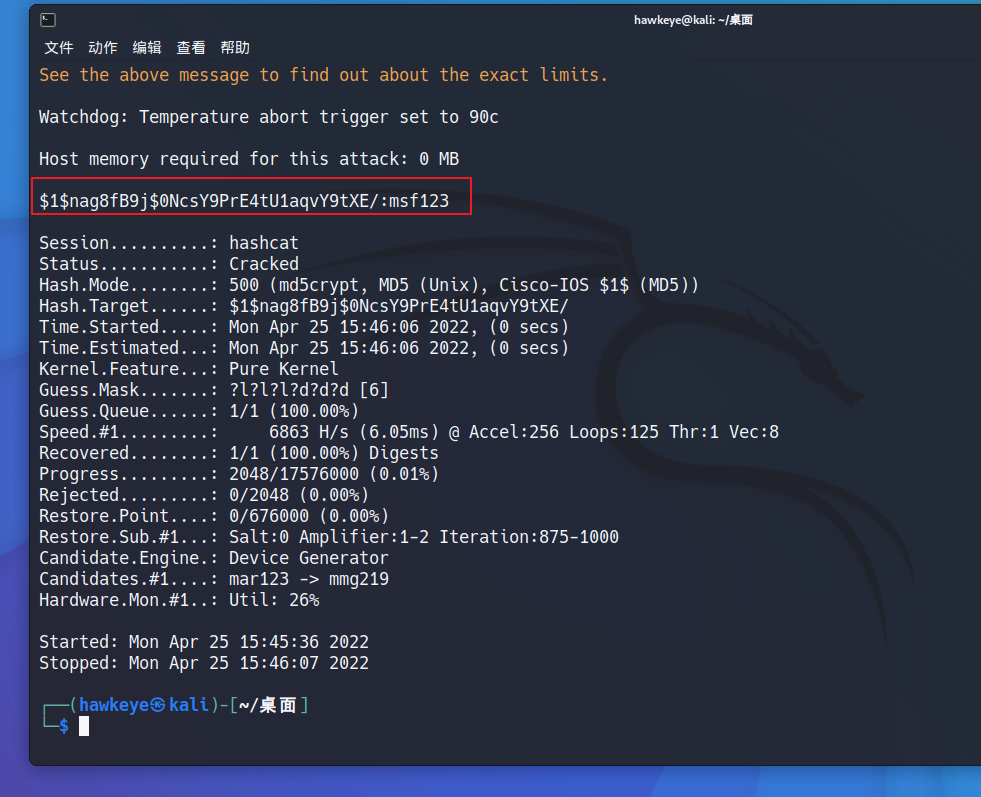 hawkeye@kali: ~/桌面
文件 动作 编辑 查看 帮助
See the above message to find out about the exact limits.
Watchdog: Temperature abort trigger set to 90c
Host memory required for this attack: 0 MB
$1$nag8fB9j$0NcsY9PrE4tU1aqvY9tXE/:msf123
Session..........: hashcat
Status...........: Cracked
Hash.Mode........: 500 (md5crypt, MD5 (Unix), Cisco-IOS $1$ (MD5))
Hash.Target......: $1$nag8fB9j$0NcsY9PrE4tU1aqvY9tXE/
Time.Started.....: Mon Apr 25 15:46:06 2022, (0 secs)
Time.Estimated...: Mon Apr 25 15:46:06 2022, (0 secs)
Kernel.Feature...: Pure Kernel
Guess.Mask.......: ?l?l?l?d?d?d [6]
Guess.Queue......: 1/1 (100.00%)
Speed.#1.........:     6863 H/s (6.05ms) @ Accel:256 Loops:125 Thr:1 Vec:8
Recovered........: 1/1 (100.00%) Digests
Progress.........: 2048/17576000 (0.01%)
Rejected.........: 0/2048 (0.00%)
Restore.Point....: 0/676000 (0.00%)
Restore.Sub.#1...: Salt:0 Amplifier:1-2 Iteration:875-1000
Candidate.Engine.: Device Generator
Candidates.#1....: mar123 -> mmg219
Hardware.Mon.#1..: Util: 26%
Started: Mon Apr 25 15:45:36 2022
Stopped: Mon Apr 25 15:46:07 2022
┌──(hawkeye㉿kali)-[~/桌面]
└─$